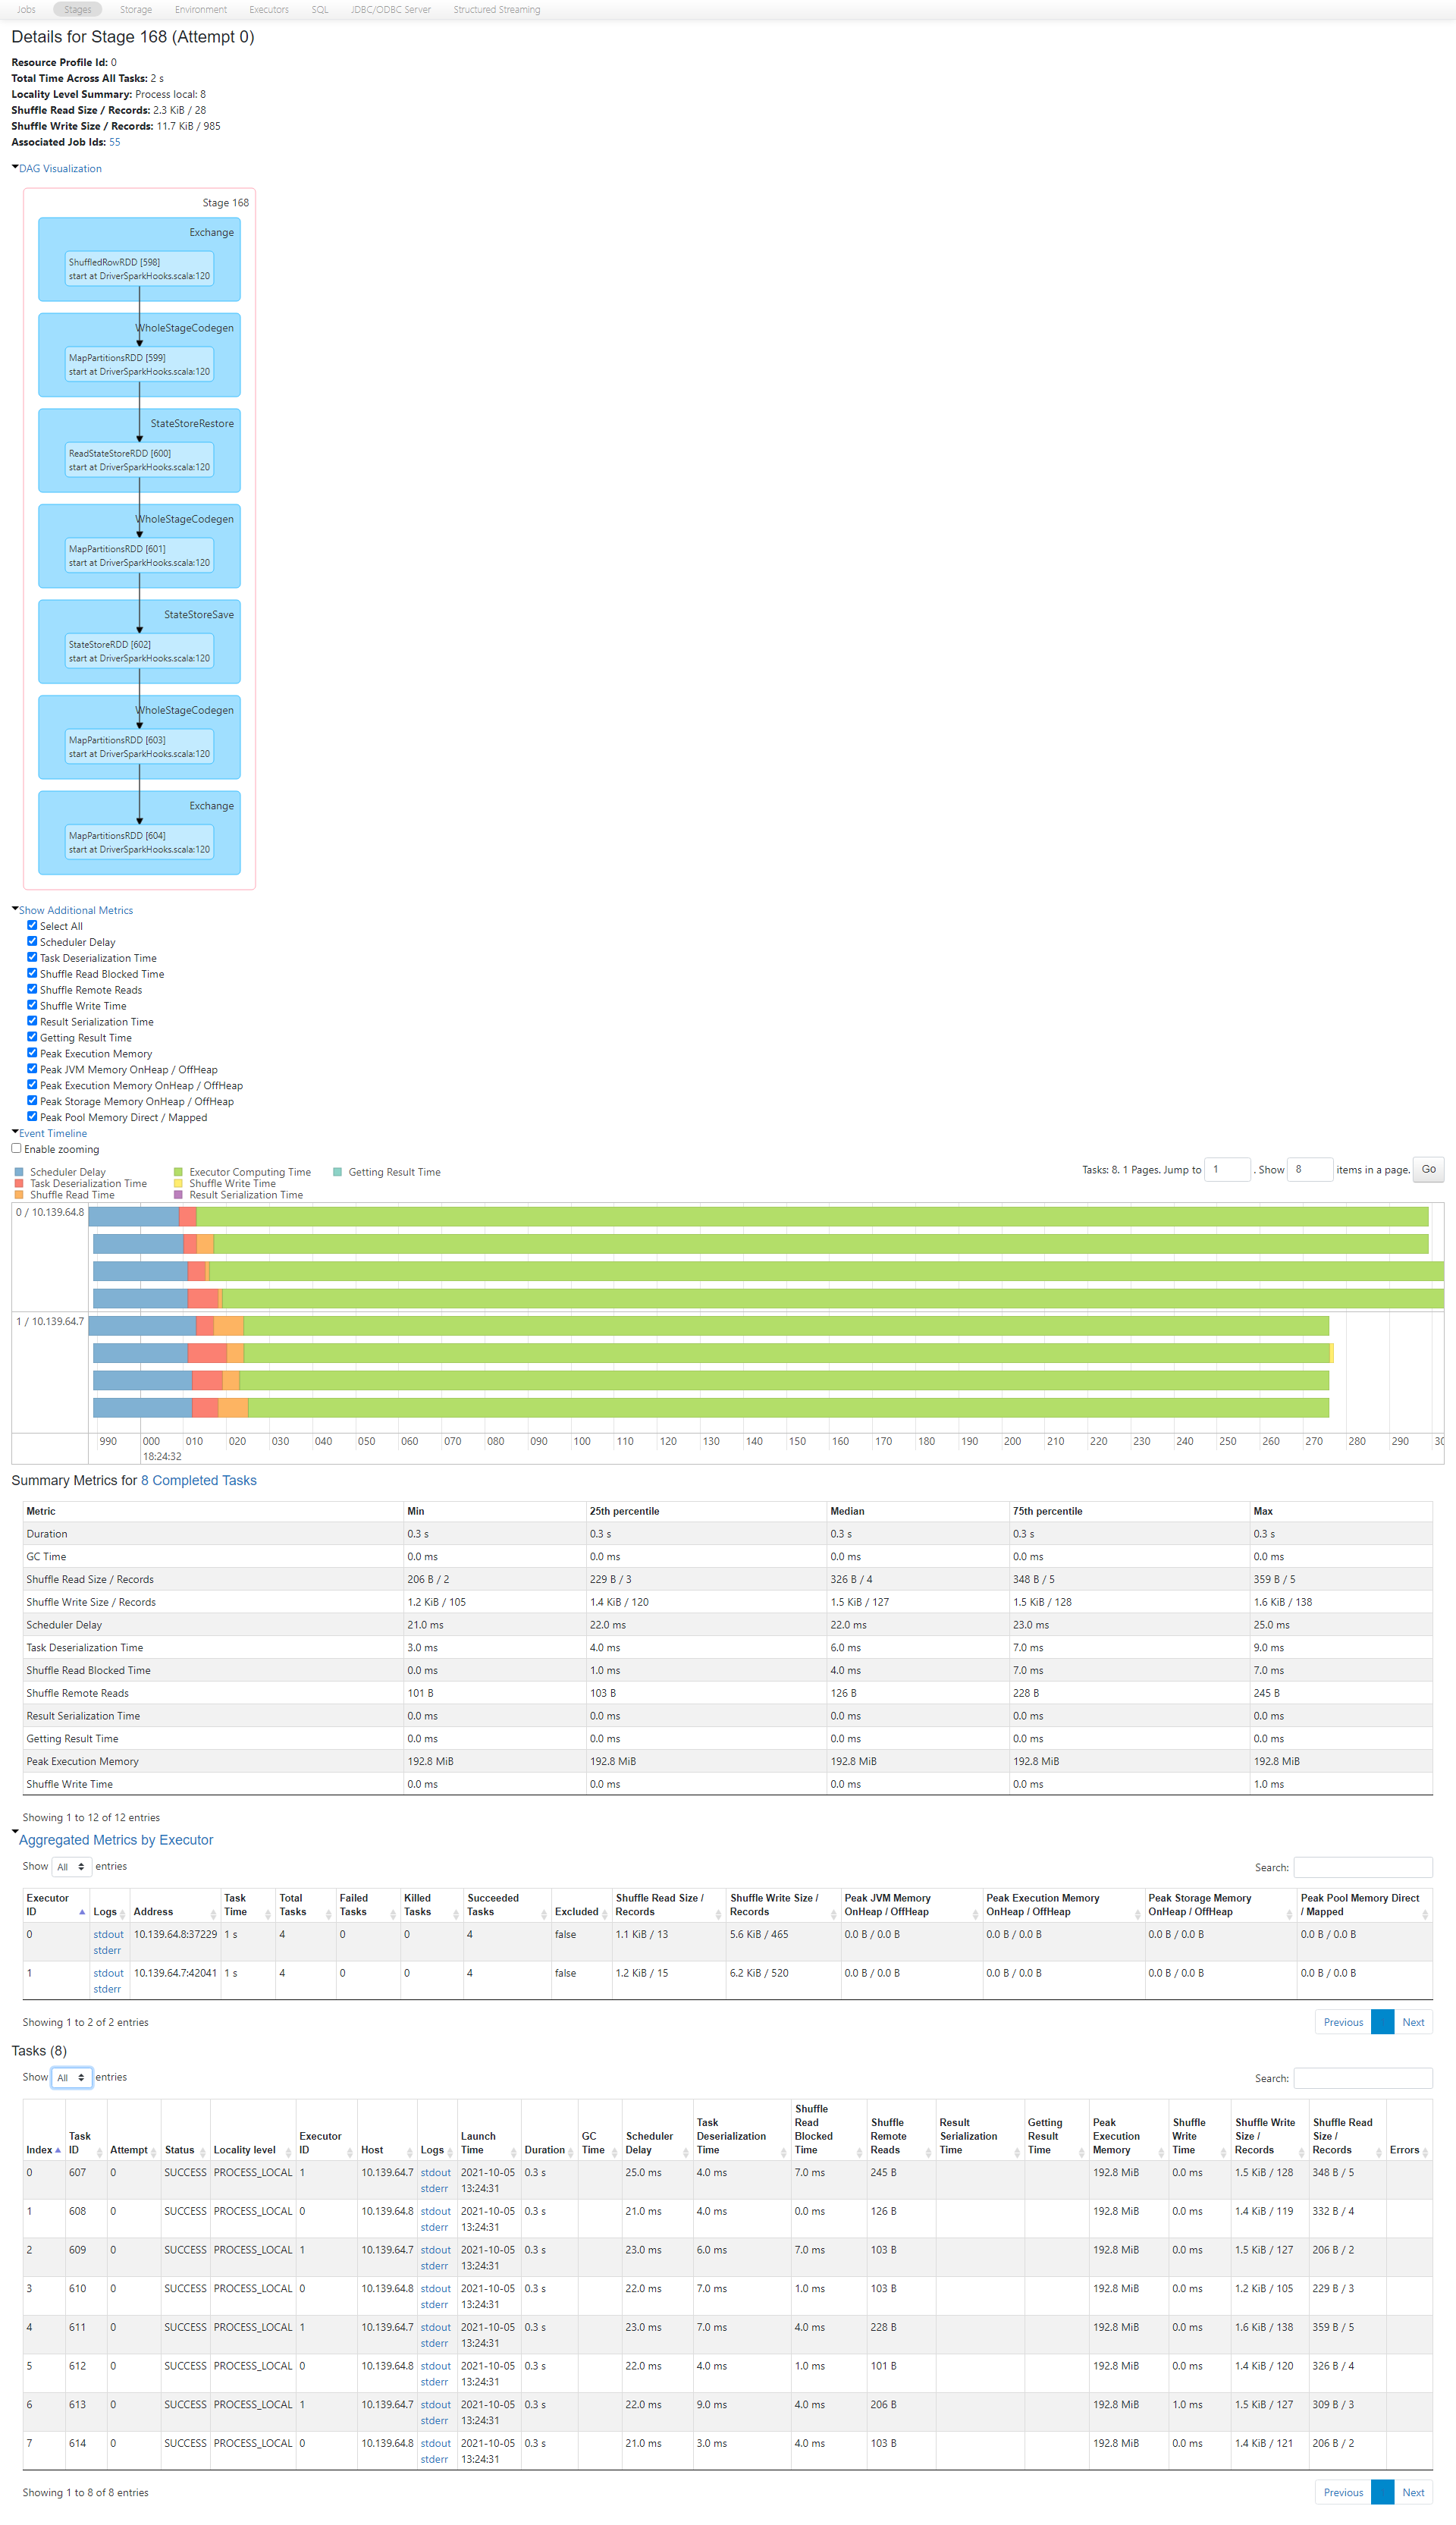 Jobs Stages Storage Environment Executors SQL JDBC/ODBC Server Structured Streaming
Details for Stage 168 (Attempt 0)
Resource Profile Id: 0
Total Time Across All Tasks: 2 s
Locality Level Summary: Process local: 8
Shuffle Read Size / Records: 2.3 KiB / 28
Shuffle Write Size / Records: 11.7 KiB / 985
Associated Job Ids: 55
DAG Visualization
Stage 168
Exchange
ShuffledRowRDD [598]
start at DriverSparkHooks.scala:120
WholeStageCodegen
MapPartitionsRDD [599]
start at DriverSparkHooks.scala:120
StateStoreRestore
ReadStateStoreRDD [600]
start at DriverSparkHooks.scala:120
WholeStageCodegen
MapPartitionsRDD [601]
start at DriverSparkHooks.scala:120
StateStoreSave
StateStoreRDD [602]
start at DriverSparkHooks.scala:120
WholeStageCodegen
MapPartitionsRDD [603]
start at DriverSparkHooks.scala:120
Exchange
MapPartitionsRDD [604]
start at DriverSparkHooks.scala:120
Show Additional Metrics
Select All
Scheduler Delay
Task Deserialization Time
Shuffle Read Blocked Time
Shuffle Remote Reads
Shuffle Write Time
Result Serialization Time
Getting Result Time
Peak Execution Memory
Peak JVM Memory OnHeap / OffHeap
Peak Execution Memory OnHeap / OffHeap
Peak Storage Memory OnHeap / OffHeap
Peak Pool Memory Direct / Mapped
Event Timeline
Enable zooming
Scheduler Delay Executor Computing Time Getting Result Time
Task Deserialization Time Shuffle Write Time
Shuffle Read Time Result Serialization Time
Tasks: 8. 1 Pages. Jump to 1 . Show 8 items in a page. Go
0 / 10.139.64.8
1 / 10.139.64.7
990 000 010 020 030 040 050 060 070 080 090 100 110 120 130 140 150 160 170 180 190 200 210 220 230 240 250 260 270 280 290 30
18:24:32
Summary Metrics for 8 Completed Tasks
Metric Min 25th percentile Median 75th percentile Max
Duration 0.3 s 0.3 s 0.3 s 0.3 s 0.3 s
GC Time 0.0 ms 0.0 ms 0.0 ms 0.0 ms 0.0 ms
Shuffle Read Size / Records 206 B / 2 229 B / 3 326 B / 4 348 B / 5 359 B / 5
Shuffle Write Size / Records 1.2 KiB / 105 1.4 KiB / 120 1.5 KiB / 127 1.5 KiB / 128 1.6 KiB / 138
Scheduler Delay 21.0 ms 22.0 ms 22.0 ms 23.0 ms 25.0 ms
Task Deserialization Time 3.0 ms 4.0 ms 6.0 ms 7.0 ms 9.0 ms
Shuffle Read Blocked Time 0.0 ms 1.0 ms 4.0 ms 7.0 ms 7.0 ms
Shuffle Remote Reads 101 B 103 B 126 B 228 B 245 B
Result Serialization Time 0.0 ms 0.0 ms 0.0 ms 0.0 ms 0.0 ms
Getting Result Time 0.0 ms 0.0 ms 0.0 ms 0.0 ms 0.0 ms
Peak Execution Memory 192.8 MiB 192.8 MiB 192.8 MiB 192.8 MiB 192.8 MiB
Shuffle Write Time 0.0 ms 0.0 ms 0.0 ms 0.0 ms 1.0 ms
Showing 1 to 12 of 12 entries
Aggregated Metrics by Executor
Show All entries Search:
Executor Task Total Failed Killed Succeeded Shuffle Read Size / Shuffle Write Size / Peak JVM Memory Peak Execution Memory Peak Storage Memory Peak Pool Memory Direct
ID Logs Address Time Tasks Tasks Tasks Tasks Excluded Records Records OnHeap / OffHeap OnHeap / OffHeap OnHeap / OffHeap / Mapped
0 stdout 10.139.64.8:37229 1 s 4 0 0 4 false 1.1 KiB / 13 5.6 KiB / 465 0.0 B / 0.0 B 0.0 B / 0.0 B 0.0 B / 0.0 B 0.0 B / 0.0 B
stderr
1 stdout 10.139.64.7:42041 1 s 4 0 0 4 false 1.2 KiB / 15 6.2 KiB / 520 0.0 B / 0.0 B 0.0 B / 0.0 B 0.0 B / 0.0 B 0.0 B / 0.0 B
stderr
Showing 1 to 2 of 2 entries Previous Next
Tasks (8)
Show All entries Search:
Shuffle
Task Executor Launch GC Scheduler Task Read Shuffle Result Getting Peak Shuffle Shuffle Write Shuffle Read
Index ID Attempt Status Locality level ID Host Logs Time Duration Time Delay Deserialization Time Blocked Time Remote Reads Serialization Time Result Time Execution Memory Write Time Size / Records Size / Records Errors
0 607 0 SUCCESS PROCESS_LOCAL 1 10.139.64.7 stdout 2021-10-05 0.3 s 25.0 ms 4.0 ms 7.0 ms 245 B 192.8 MiB 0.0 ms 1.5 KiB / 128 348 B / 5
stderr 13:24:31
1 608 0 SUCCESS PROCESS_LOCAL 0 10.139.64.8 stdout 2021-10-05 0.3 s 21.0 ms 4.0 ms 0.0 ms 126 B 192.8 MiB 0.0 ms 1.4 KiB / 119 332 B / 4
stderr 13:24:31
2 609 0 SUCCESS PROCESS_LOCAL 1 10.139.64.7 stdout 2021-10-05 0.3 s 23.0 ms 6.0 ms 7.0 ms 103 B 192.8 MiB 0.0 ms 1.5 KiB / 127 206 B / 2
stderr 13:24:31
3 610 0 SUCCESS PROCESS_LOCAL 0 10.139.64.8 stdout 2021-10-05 0.3 s 22.0 ms 7.0 ms 1.0 ms 103 B 192.8 MiB 0.0 ms 1.2 KiB / 105 229 B / 3
stderr 13:24:31
4 611 0 SUCCESS PROCESS_LOCAL 1 10.139.64.7 stdout 2021-10-05 0.3 s 23.0 ms 7.0 ms 4.0 ms 228 B 192.8 MiB 0.0 ms 1.6 KiB / 138 359 B / 5
stderr 13:24:31
5 612 0 SUCCESS PROCESS_LOCAL 0 10.139.64.8 stdout 2021-10-05 0.3 s 22.0 ms 4.0 ms 1.0 ms 101 B 192.8 MiB 0.0 ms 1.4 KiB / 120 326 B / 4
stderr 13:24:31
6 613 0 SUCCESS PROCESS_LOCAL 1 10.139.64.7 stdout 2021-10-05 0.3 s 22.0 ms 9.0 ms 4.0 ms 206 B 192.8 MiB 1.0 ms 1.5 KiB / 127 309 B / 3
stderr 13:24:31
7 614 0 SUCCESS PROCESS_LOCAL 0 10.139.64.8 stdout 2021-10-05 0.3 s 21.0 ms 3.0 ms 4.0 ms 103 B 192.8 MiB 0.0 ms 1.4 KiB / 121 206 B / 2
stderr 13:24:31
Showing 1 to 8 of 8 entries Previous Next